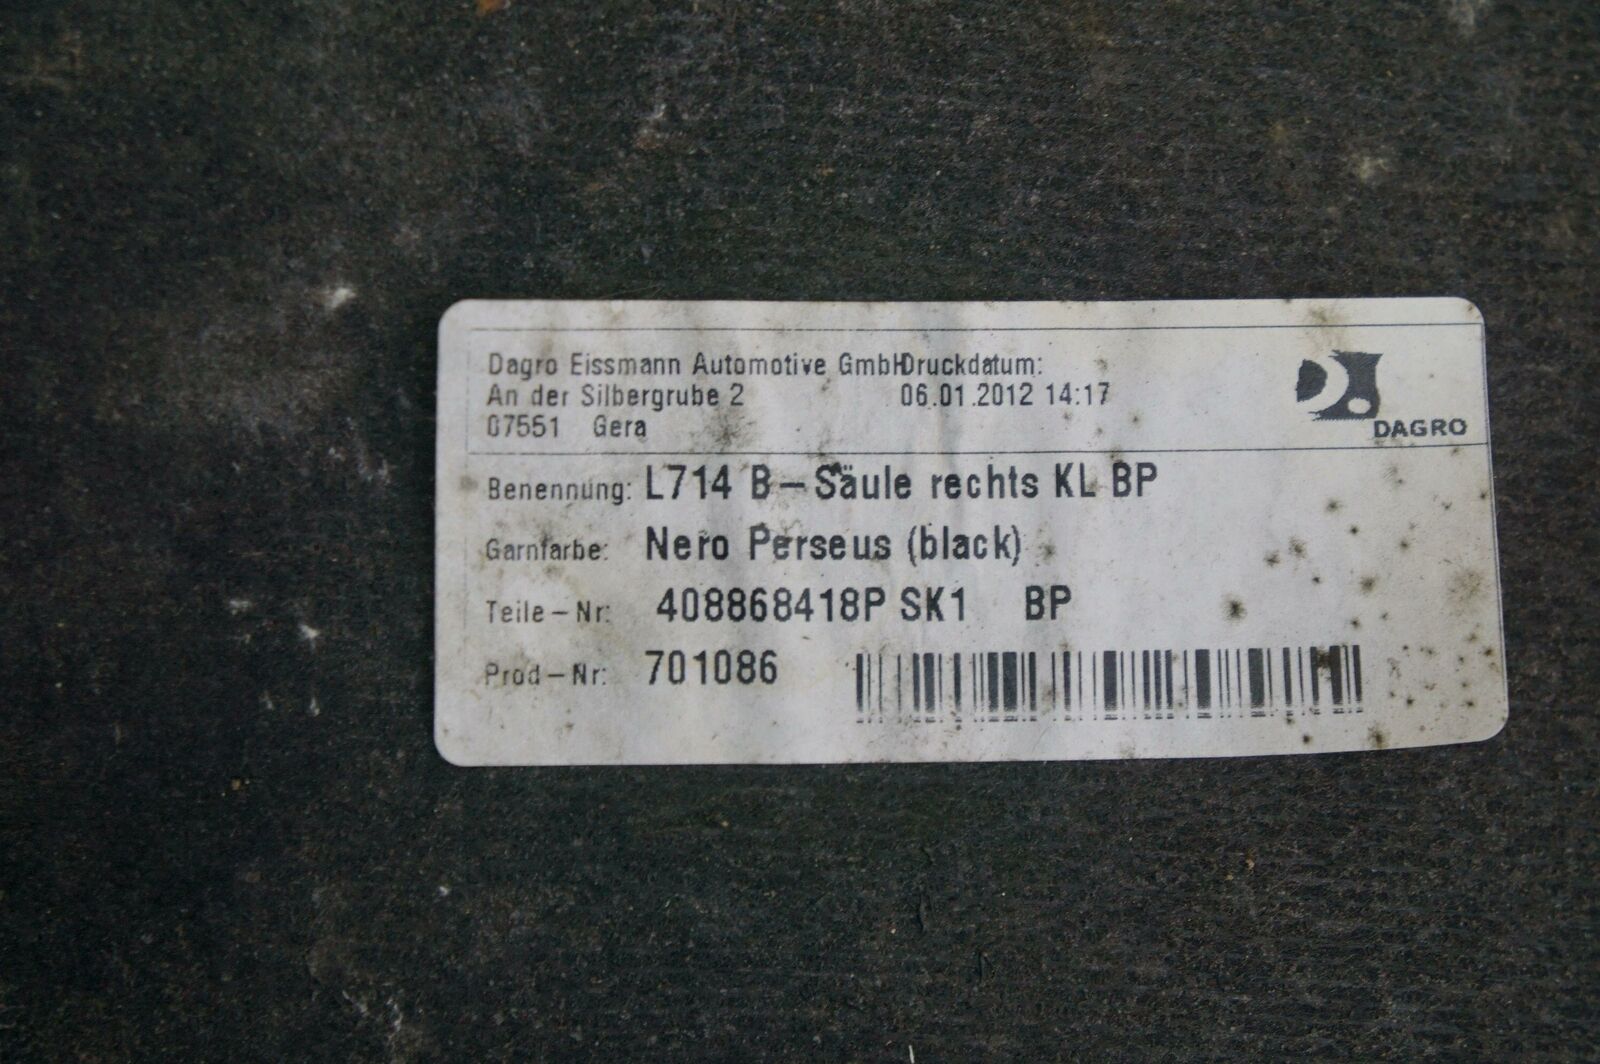 Dagro Eissmann Automotive GmbH Druckdatum:
An der Silbergrube 2 06.01.2012 14:17
07551 Gera
DAGRO
Benennung: L714 B-Säule rechts KL BP
Garnfarbe: Nero Perseus (black)
Teile-Nr: 408868418P SK1 BP
Prod-Nr: 701086